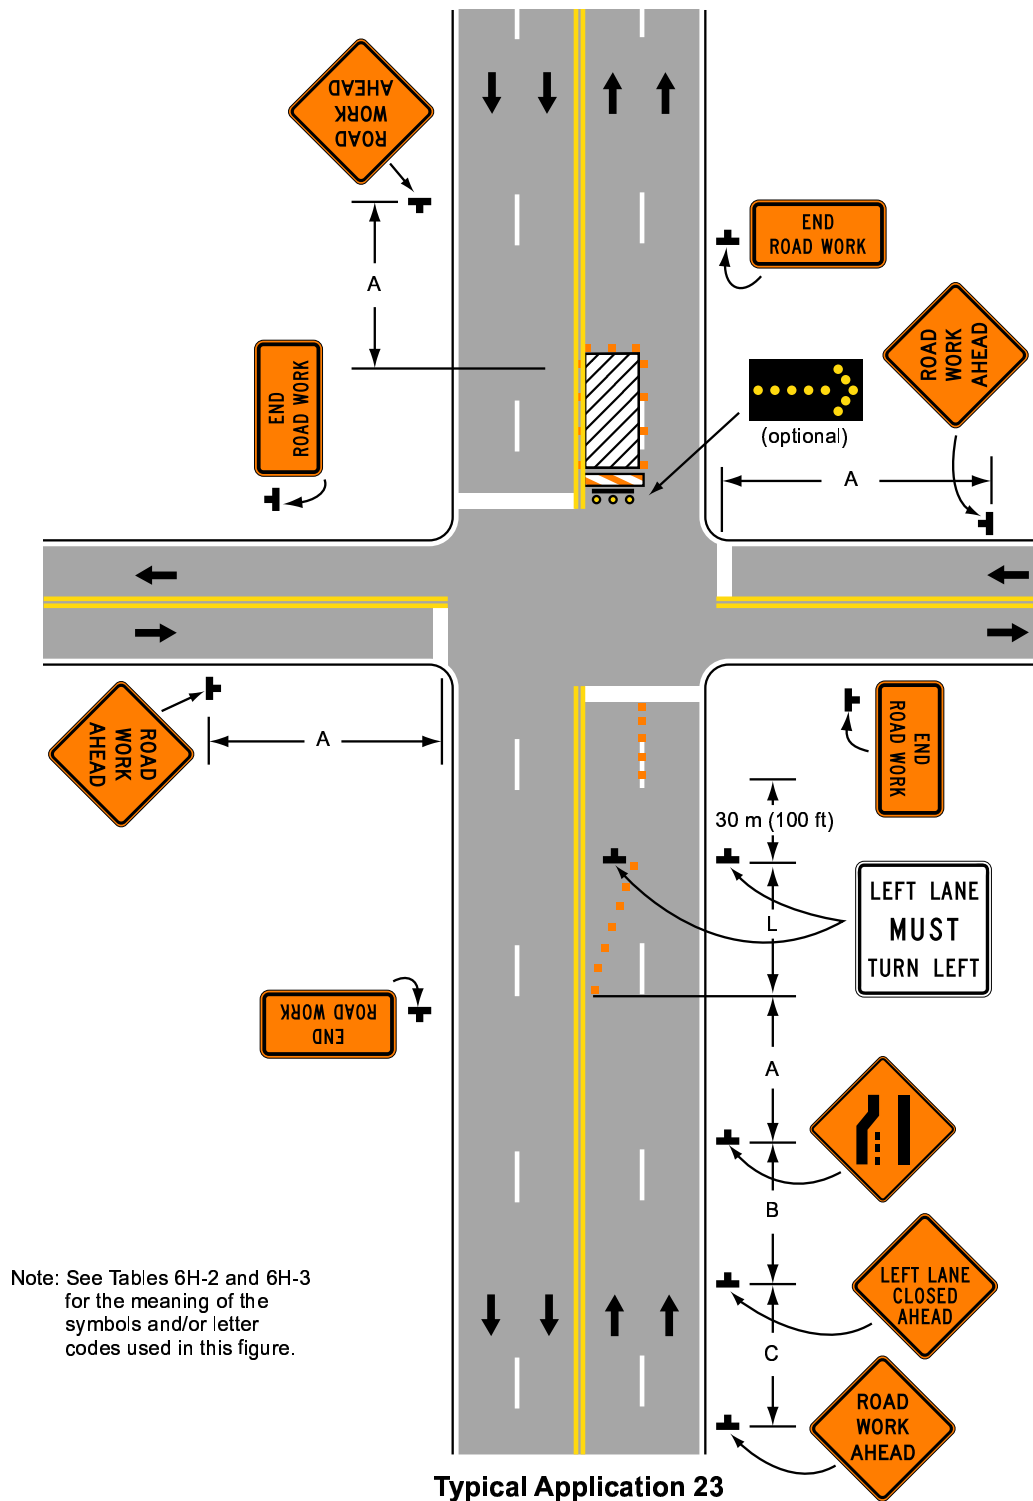 ROAD
WORK
AHEAD
END
ROAD WORK
A
ROAD
WORK
AHEAD
END
ROAD WORK
(optional)
A
ROAD
WORK
AHEAD
A
END
ROAD WORK
30 m (100 ft)
LEFT LANE
MUST
TURN LEFT
L
END
ROAD WORK
A
B
LEFT LANE
CLOSED
AHEAD
Note: See Tables 6H-2 and 6H-3
for the meaning of the
symbols and/or letter
codes used in this figure.
C
ROAD
WORK
AHEAD
Typical Application 23